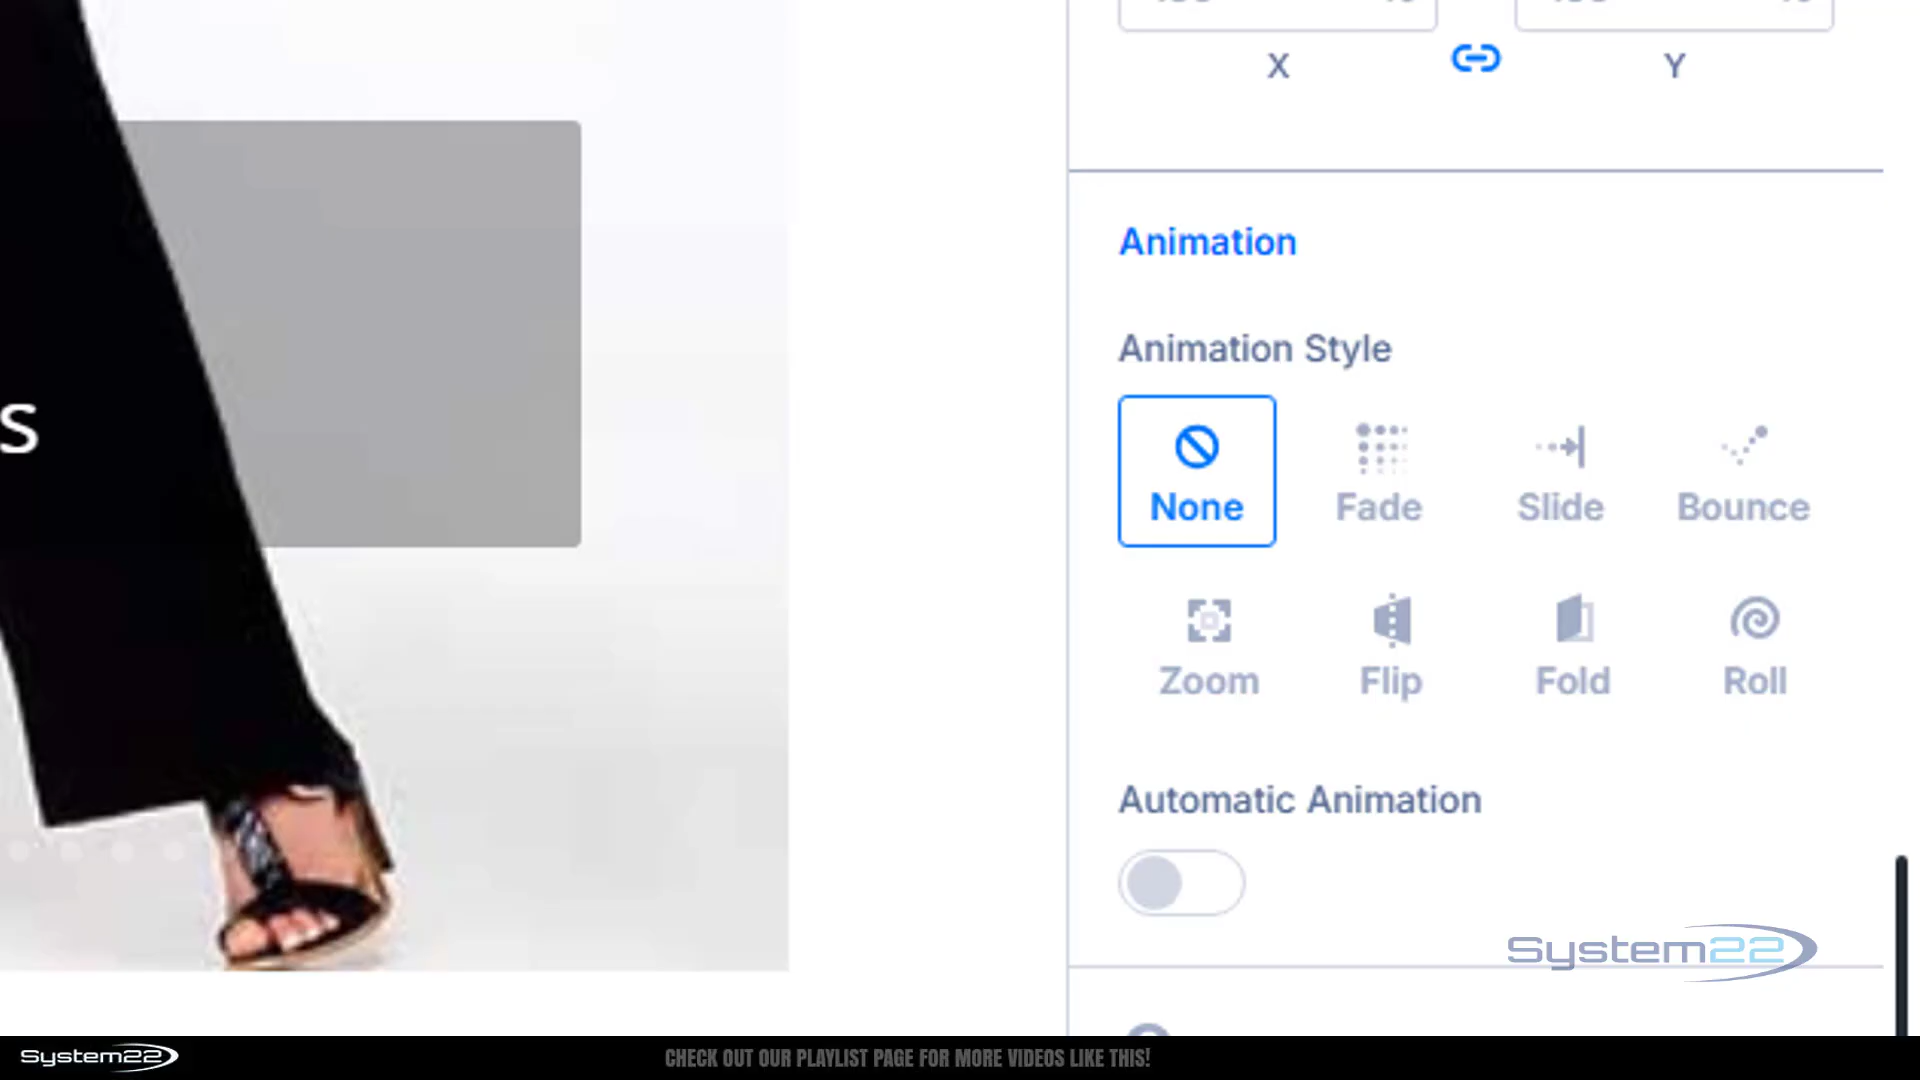 X
Y
Animation
Animation Style
None
Fade
Slide
Bounce
Zoom
Flip
Fold
Roll
Automatic Animation
s
System22
System22
CHECK OUT OUR PLAYLIST PAGE FOR MORE VIDEOS LIKE THIS!